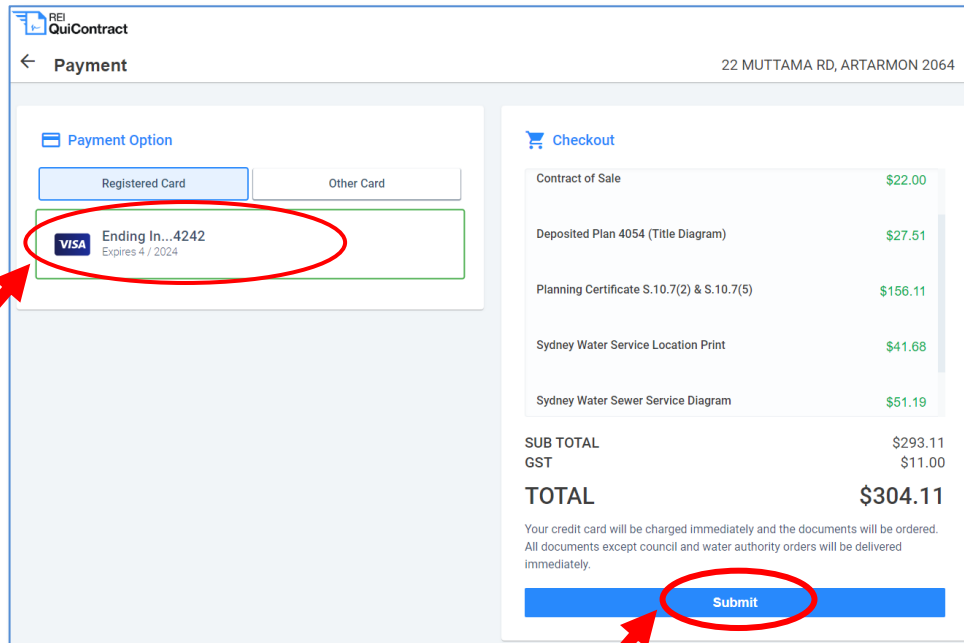 REI
QuiContract
Payment
22 MUTTAMA RD, ARTARMON 2064
Payment Option
Registered Card
Other Card
VISA
Ending In...4242
Expires 4 / 2024
Checkout
Contract of Sale $22.00
Deposited Plan 4054 (Title Diagram) $27.51
Planning Certificate S.10.7(2) & S.10.7(5) $156.11
Sydney Water Service Location Print $41.68
Sydney Water Sewer Service Diagram $51.19
SUB TOTAL $293.11
GST $11.00
TOTAL $304.11
Your credit card will be charged immediately and the documents will be ordered.
All documents except council and water authority orders will be delivered
immediately.
Submit